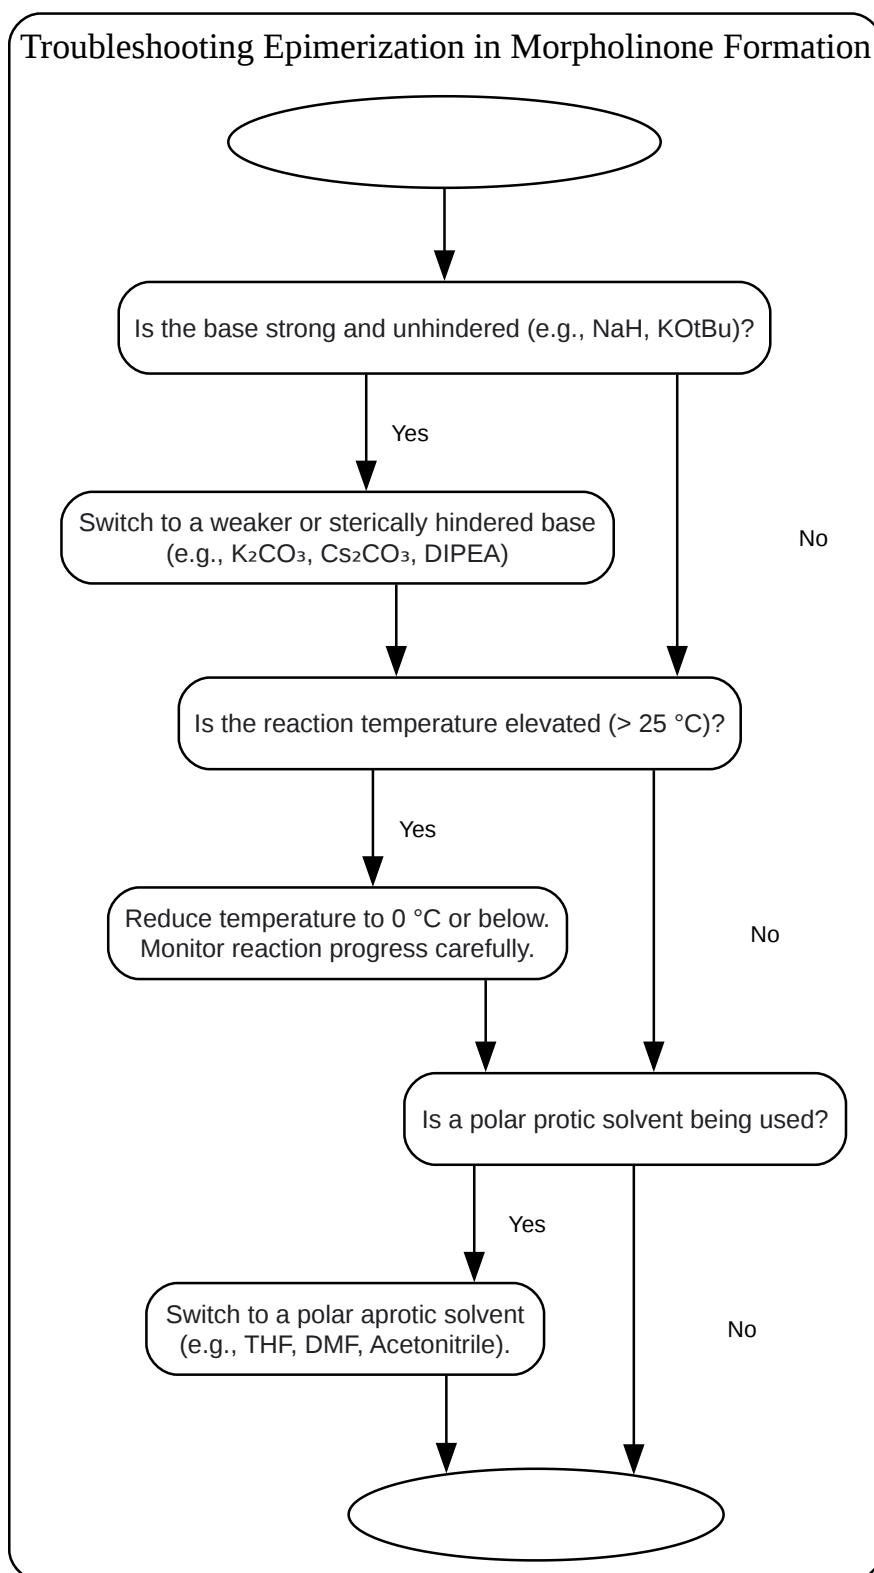 Troubleshooting Epimerization in Morpholinone Formation
Is the base strong and unhindered (e.g., NaH, KOtBu)?
Yes
Switch to a weaker or sterically hindered base
(e.g., K₂CO₃, Cs₂CO₃, DIPEA)
No
Is the reaction temperature elevated (> 25 °C)?
Yes
Reduce temperature to 0 °C or below.
Monitor reaction progress carefully.
No
Is a polar protic solvent being used?
Yes
Switch to a polar aprotic solvent
(e.g., THF, DMF, Acetonitrile).
No